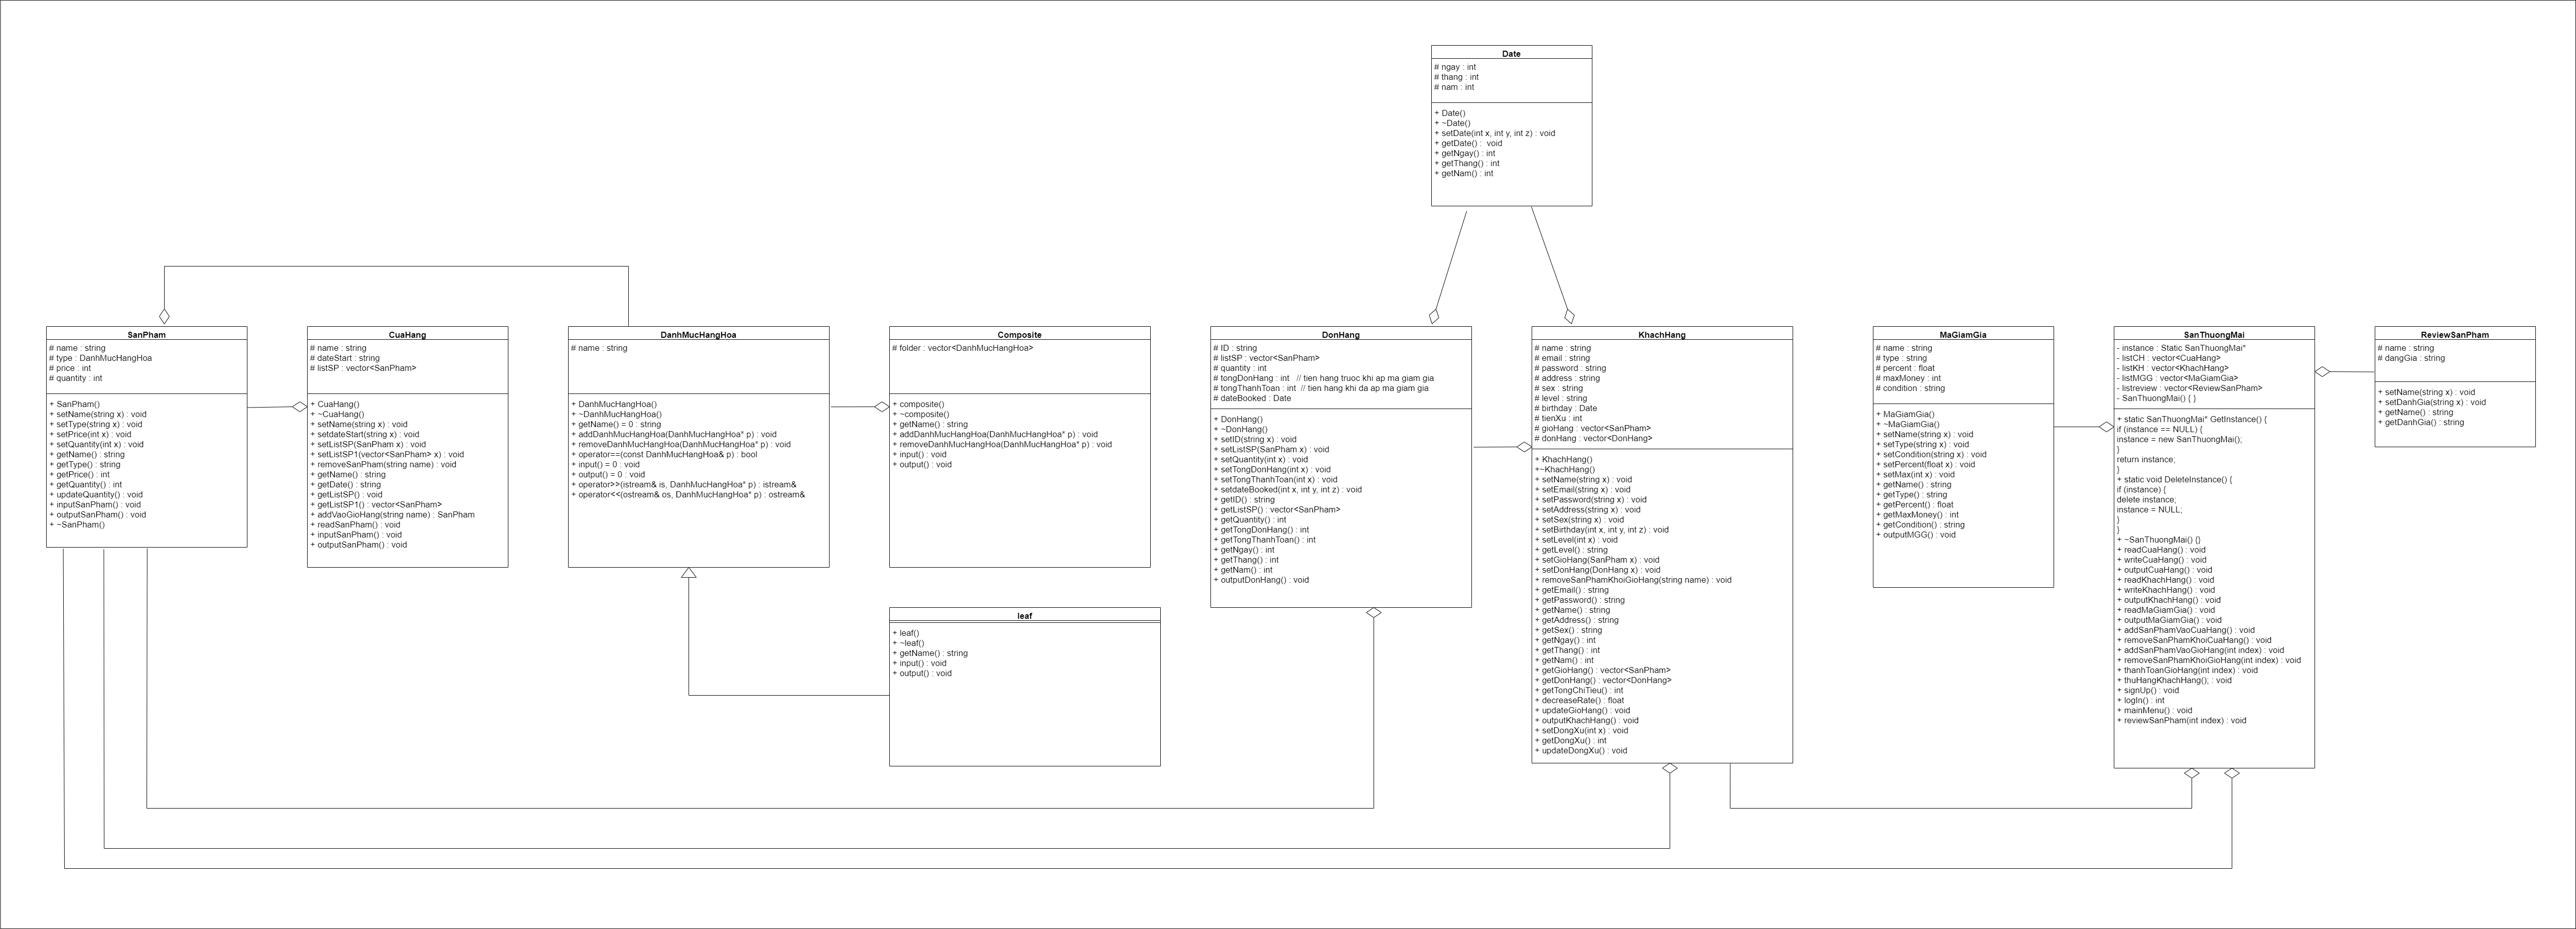 Date
# ngay : int
# thang : int
# nam : int
+ Date()
+ ~Date()
+ setDate(int x, int y, int z) : void
+ getDate() :  void
+ getNgay() : int
+ getThang() : int
+ getNam() : int
SanPham
# name : string
# type : DanhMucHangHoa
# price : int
# quantity : int
+ SanPham()
+ setName(string x) : void
+ setType(string x) : void
+ setPrice(int x) : void
+ setQuantity(int x) : void
+ getName() : string
+ getType() : string
+ getPrice() : int
+ getQuantity() : int
+ updateQuantity() : void
+ inputSanPham() : void
+ outputSanPham() : void
+ ~SanPham()
CuaHang
# name : string
# dateStart : string
# listSP : vector<SanPham>
+ CuaHang()
+ ~CuaHang()
+ setName(string x) : void
+ setdateStart(string x) : void
+ setListSP(SanPham x) : void
+ setListSP1(vector<SanPham> x) : void
+ removeSanPham(string name) : void
+ getName() : string
+ getDate() : string
+ getListSP() : void
+ getListSP1() : vector<SanPham>
+ addVaoGioHang(string name) : SanPham
+ readSanPham() : void
+ inputSanPham() : void
+ outputSanPham() : void
DanhMucHangHoa
# name : string
+ DanhMucHangHoa()
+ ~DanhMucHangHoa()
+ getName() = 0 : string
+ addDanhMucHangHoa(DanhMucHangHoa* p) : void
+ removeDanhMucHangHoa(DanhMucHangHoa* p) : void
+ operator==(const DanhMucHangHoa& p) : bool
+ input() = 0 : void
+ output() = 0 : void
+ operator>>(istream& is, DanhMucHangHoa* p) : istream&
+ operator<<(ostream& os, DanhMucHangHoa* p) : ostream&
Composite
# folder : vector<DanhMucHangHoa>
+ composite()
+ ~composite()
+ getName() : string
+ addDanhMucHangHoa(DanhMucHangHoa* p) : void
+ removeDanhMucHangHoa(DanhMucHangHoa* p) : void
+ input() : void
+ output() : void
leaf
+ leaf()
+ ~leaf()
+ getName() : string
+ input() : void
+ output() : void
DonHang
# ID : string
# listSP : vector<SanPham>
# quantity : int
# tongDonHang : int   // tien hang truoc khi ap ma giam gia
# tongThanhToan : int  // tien hang khi đa ap ma giam gia
# dateBooked : Date
+ DonHang()
+ ~DonHang()
+ setID(string x) : void
+ setListSP(SanPham x) : void
+ setQuantity(int x) : void
+ setTongDonHang(int x) : void
+ setTongThanhToan(int x) : void
+ setdateBooked(int x, int y, int z) : void
+ getID() : string
+ getListSP() : vector<SanPham>
+ getQuantity() : int
+ getTongDonHang() : int
+ getTongThanhToan() : int
+ getNgay() : int
+ getThang() : int
+ getNam() : int
+ outputDonHang() : void
KhachHang
# name : string
# email : string
# password : string
# address : string
# sex : string
# level : string
# birthday : Date
# tienXu : int
# gioHang : vector<SanPham>
# donHang : vector<DonHang>
+ KhachHang()
+~KhachHang()
+ setName(string x) : void
+ setEmail(string x) : void
+ setPassword(string x) : void
+ setAddress(string x) : void
+ setSex(string x) : void
+ setBirthday(int x, int y, int z) : void
+ setLevel(int x) : void
+ getLevel() : string
+ setGioHang(SanPham x) : void
+ setDonHang(DonHang x) : void
+ removeSanPhamKhoiGioHang(string name) : void
+ getEmail() : string
+ getPassword() : string
+ getName() : string
+ getAddress() : string
+ getSex() : string
+ getNgay() : int
+ getThang() : int
+ getNam() : int
+ getGioHang() : vector<SanPham>
+ getDonHang() : vector<DonHang>
+ getTongChiTieu() : int
+ decreaseRate() : float
+ updateGioHang() : void
+ outputKhachHang() : void
+ setDongXu(int x) : void
+ getDongXu() : int
+ updateDongXu() : void
MaGiamGia
# name : string
# type : string
# percent : float
# maxMoney : int
# condition : string
+ MaGiamGia()
+ ~MaGiamGia()
+ setName(string x) : void
+ setType(string x) : void
+ setCondition(string x) : void
+ setPercent(float x) : void
+ setMax(int x) : void
+ getName() : string
+ getType() : string
+ getPercent() : float
+ getMaxMoney() : int
+ getCondition() : string
+ outputMGG() : void
SanThuongMai
- instance : Static SanThuongMai*
- listCH : vector<CuaHang>
- listKH : vector<KhachHang>
- listMGG : vector<MaGiamGia>
- listreview : vector<ReviewSanPham>
- SanThuongMai() { }
+ static SanThuongMai* GetInstance() {
if (instance == NULL) {
instance = new SanThuongMai();
}
return instance;
}
+ static void DeleteInstance() {
if (instance) {
delete instance;
instance = NULL;
}
}
+ ~SanThuongMai() {}
+ readCuaHang() : void
+ writeCuaHang() : void
+ outputCuaHang() : void
+ readKhachHang() : void
+ writeKhachHang() : void
+ outputKhachHang() : void
+ readMaGiamGia() : void
+ outputMaGiamGia() : void
+ addSanPhamVaoCuaHang() : void
+ removeSanPhamKhoiCuaHang() : void
+ addSanPhamVaoGioHang(int index) : void
+ removeSanPhamKhoiGioHang(int index) : void
+ thanhToanGioHang(int index) : void
+ thuHangKhachHang(); : void
+ signUp() : void
+ logIn() : int
+ mainMenu() : void
+ reviewSanPham(int index) : void
ReviewSanPham
# name : string
# dangGia : string
+ setName(string x) : void
+ setDanhGia(string x) : void
+ getName() : string
+ getDanhGia() : string